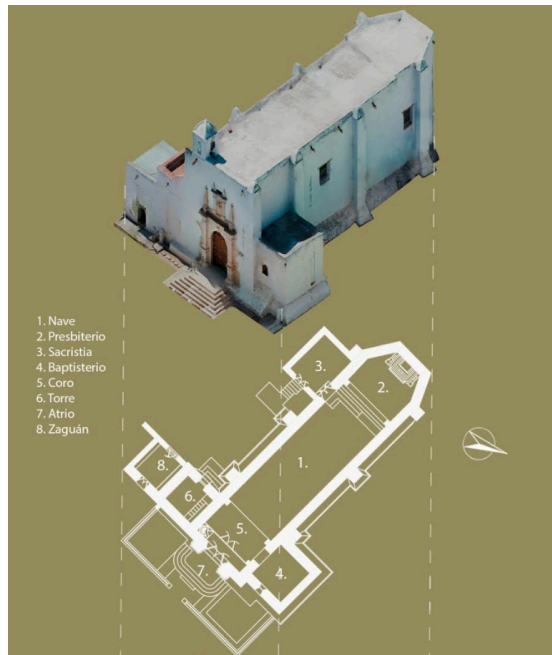 1. Nave
2. Presbiterio
3. Sacristia
4. Baptisterio
5. Coro
6. Torre
7. Atrio
8. Zaguán
3.
2.
1.
8.
6.
5.
4.
7.